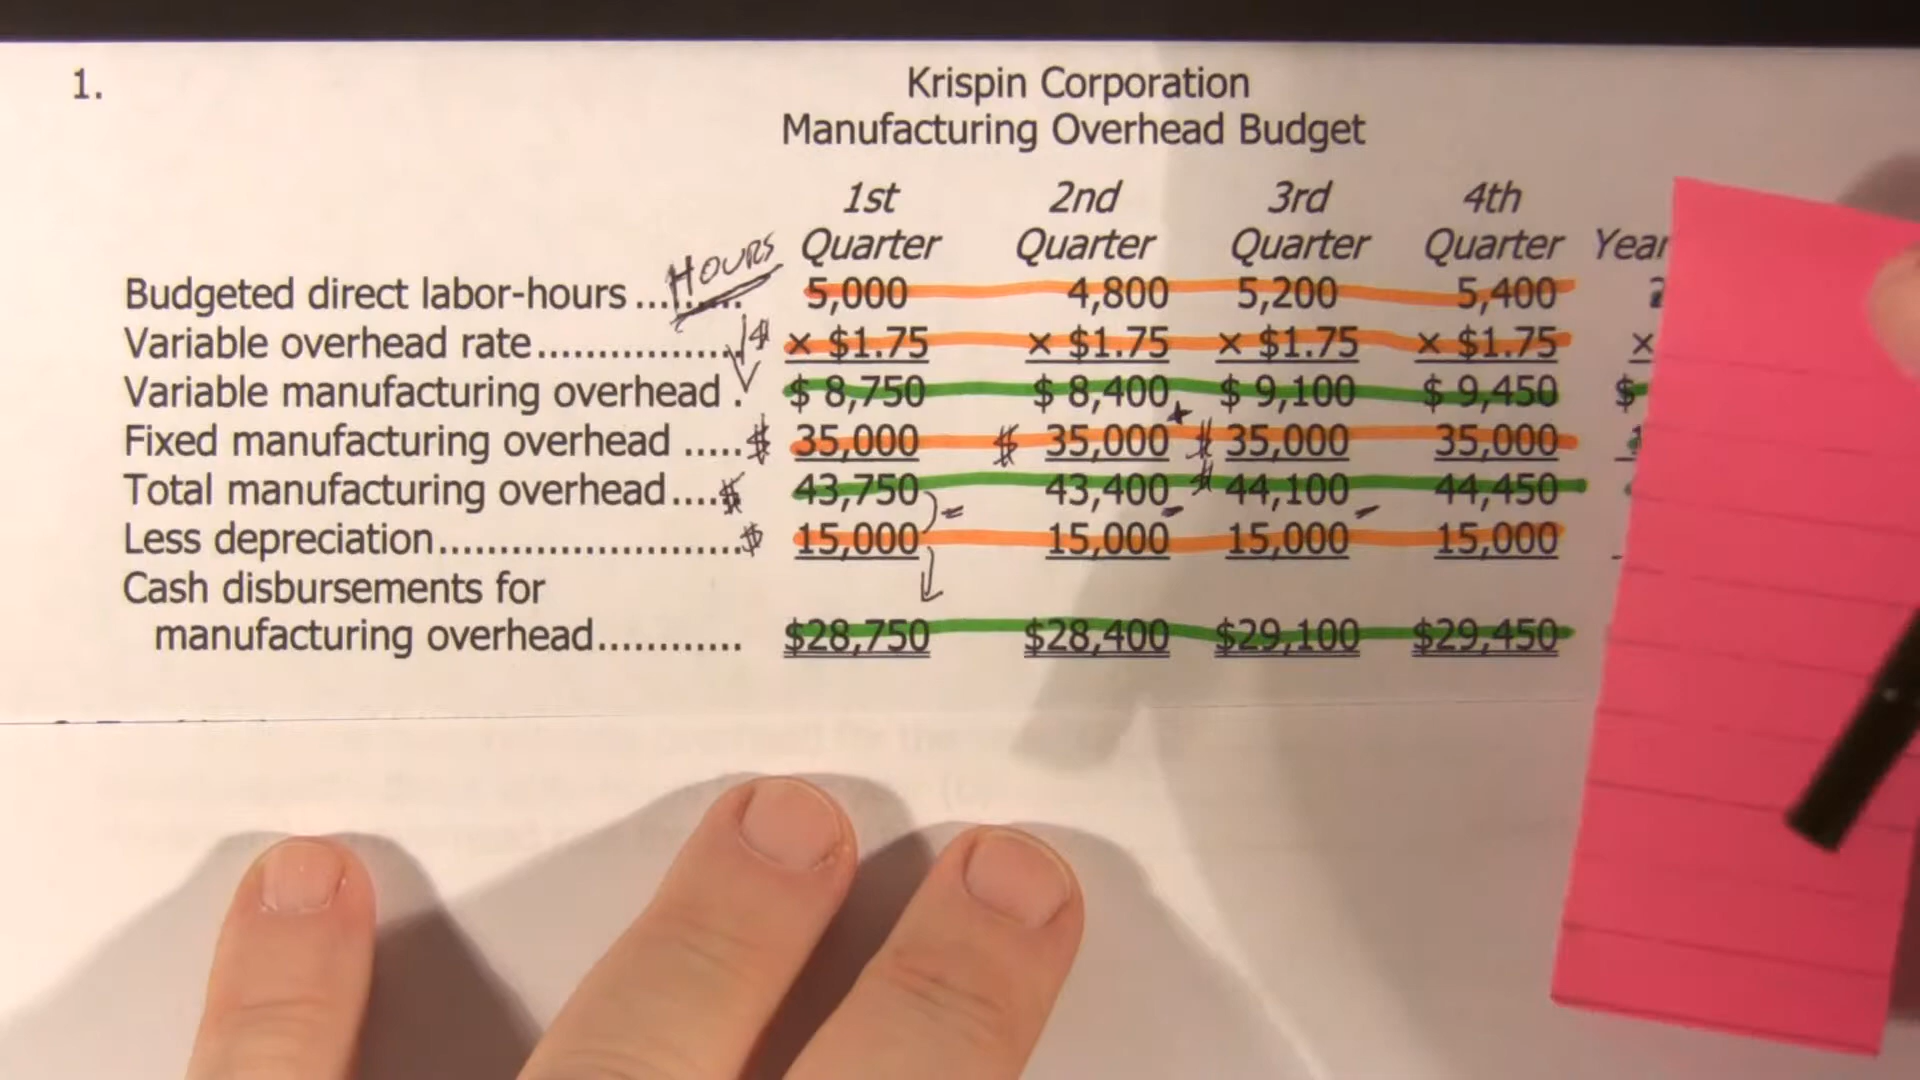 1.
Krispin Corporation
Manufacturing Overhead Budget
1st 2nd 3rd 4th
HOURS Quarter Quarter Quarter Quarter Year
Budgeted direct labor-hours ......... 5,000 4,800 5,200 5,400
Variable overhead rate ................. $ × $1.75 × $1.75 × $1.75 × $1.75 ×
Variable manufacturing overhead . $ 8,750 $ 8,400 $ 9,100 $ 9,450 $
+
Fixed manufacturing overhead ..... $ 35,000 $ 35,000 $ 35,000 35,000
Total manufacturing overhead .... $ 43,750 43,400 $ 44,100 44,450
- - -
Less depreciation ......................... $ 15,000 15,000 15,000 15,000
Cash disbursements for
manufacturing overhead ............ $28,750 $28,400 $29,100 $29,450